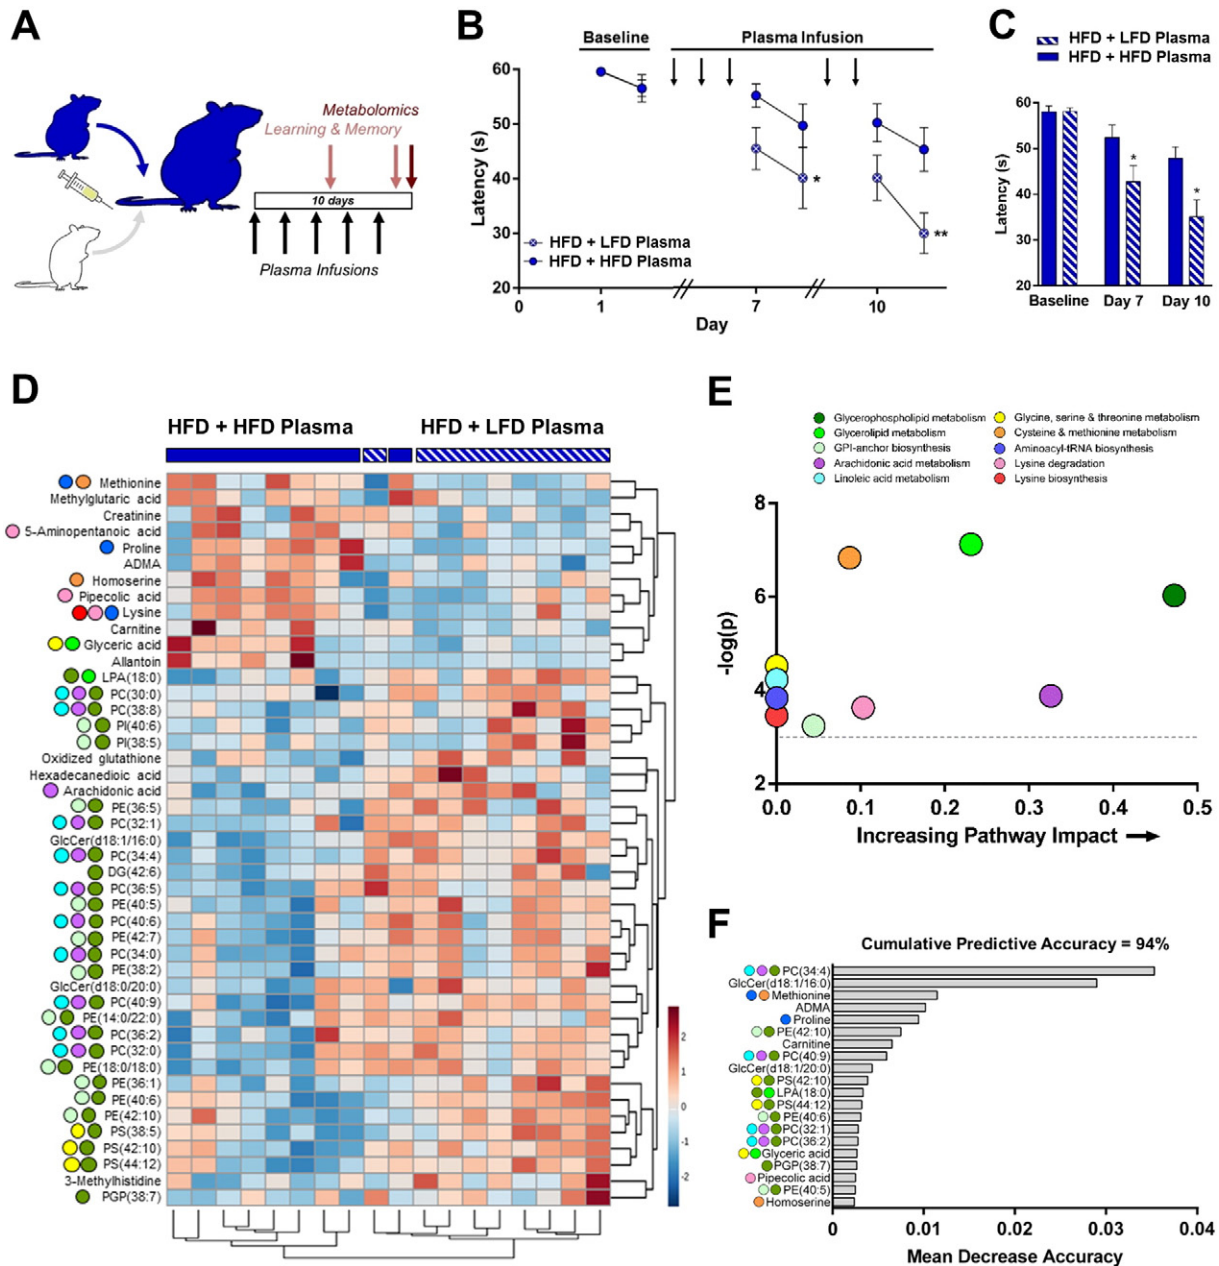 A
Metabolomics
Learning & Memory
10 days
Plasma Infusions
B
Baseline
Plasma Infusion
Latency (s)
60
50
40
30
20
*
**
HFD + LFD Plasma
HFD + HFD Plasma
0
1
7
10
Day
C
HFD + LFD Plasma
HFD + HFD Plasma
Latency (s)
60
50
40
30
20
*
*
Baseline
Day 7
Day 10
D
HFD + HFD Plasma
HFD + LFD Plasma
Methionine
Methylglutaric acid
Creatinine
5-Aminopentanoic acid
Proline
ADMA
Homoserine
Pipecolic acid
Lysine
Carnitine
Glyceric acid
Allantoin
LPA(18:0)
PC(30:0)
PC(38:8)
PI(40:6)
PI(38:5)
Oxidized glutathione
Hexadecanedioic acid
Arachidonic acid
PE(36:5)
PC(32:1)
GlcCer(d18:1/16:0)
PC(34:4)
DG(42:6)
PC(36:5)
PE(40:5)
PC(40:6)
PE(42:7)
PC(34:0)
PE(38:2)
GlcCer(d18:0/20:0)
PC(40:9)
PE(14:0/22:0)
PC(36:2)
PC(32:0)
PE(18:0/18:0)
PE(36:1)
PE(40:6)
PE(42:10)
PS(38:5)
PS(42:10)
PS(44:12)
3-Methylhistidine
PGP(38:7)
2
1
0
-1
-2
E
Glycerophospholipid metabolism
Glycerolipid metabolism
GPI-anchor biosynthesis
Arachidonic acid metabolism
Linoleic acid metabolism
Glycine, serine & threonine metabolism
Cysteine & methionine metabolism
Aminoacyl-tRNA biosynthesis
Lysine degradation
Lysine biosynthesis
-log(p)
8
6
4
2
0.0
0.1
0.2
0.3
0.4
0.5
Increasing Pathway Impact
F
Cumulative Predictive Accuracy = 94%
PC(34:4)
GlcCer(d18:1/16:0)
Methionine
ADMA
Proline
PE(42:10)
Carnitine
PC(40:9)
GlcCer(d18:1/20:0)
PS(42:10)
LPA(18:0)
PS(44:12)
PE(40:6)
PC(32:1)
PC(36:2)
Glyceric acid
PGP(38:7)
Pipecolic acid
PE(40:5)
Homoserine
0
0.01
0.02
0.03
0.04
Mean Decrease Accuracy